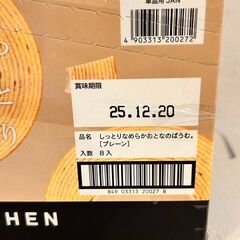 単品用JAN
4 903313 200272
賞味期限
25.12.20
品名 しっとりなめらかおとなのばうむ。
[プレーン]
入数 8入
849 03313 20027 8
HEN